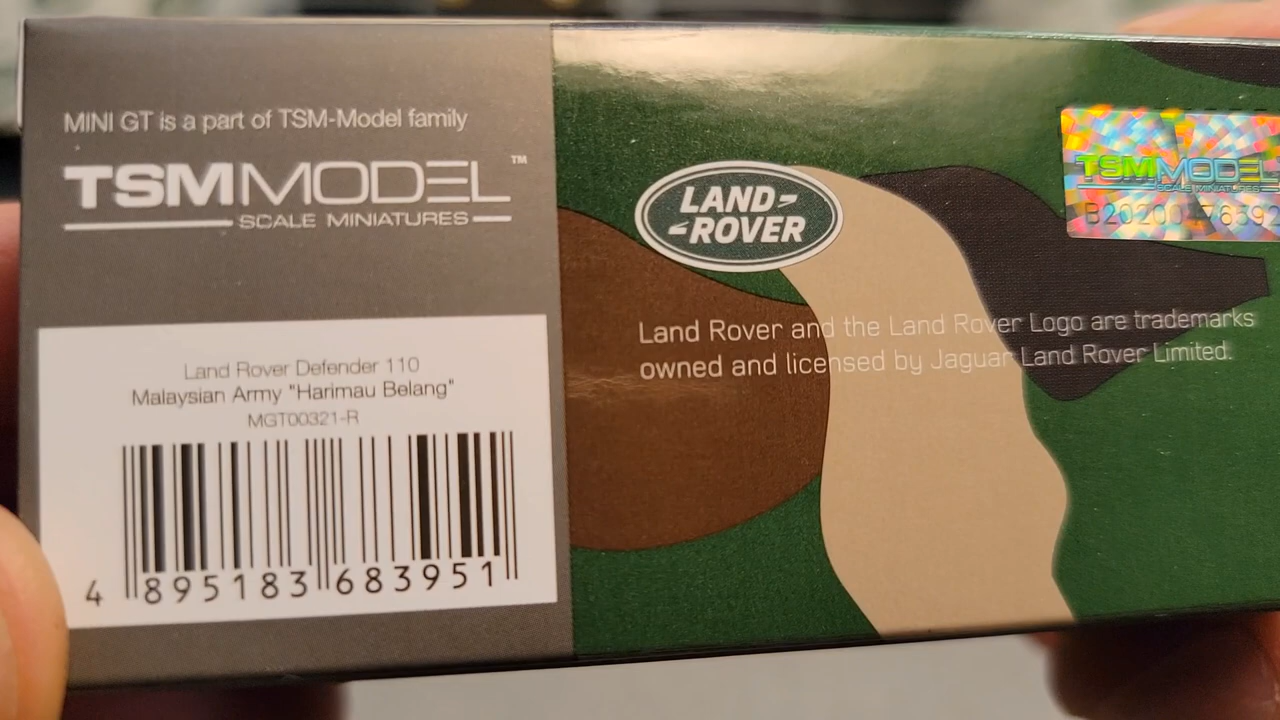 MINI GT is a part of TSM-Model family
TSMMODEL™
SCALE MINIATURES
Land Rover Defender 110
Malaysian Army "Harimau Belang"
MGT00321-R
4 895183 683951
LAND-
-ROVER
Land Rover and the Land Rover Logo are trademarks
owned and licensed by Jaguar Land Rover Limited.
TSMMODEL
SCALE MINIATURES